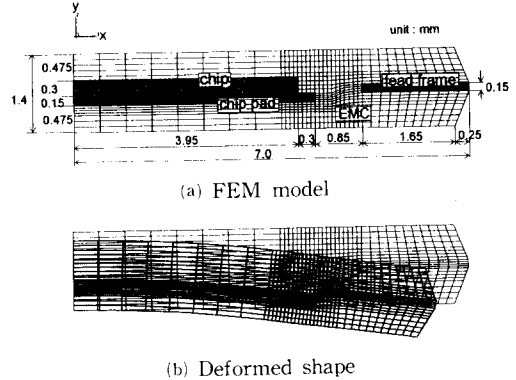 y
x
unit : mm
0.475
chip
lead frame
1.4
0.3
0.15
0.15
chip pad
0.475
EMC
3.95
0.3
0.85
1.65
0.25
7.0
(a) FEM model
(b) Deformed shape